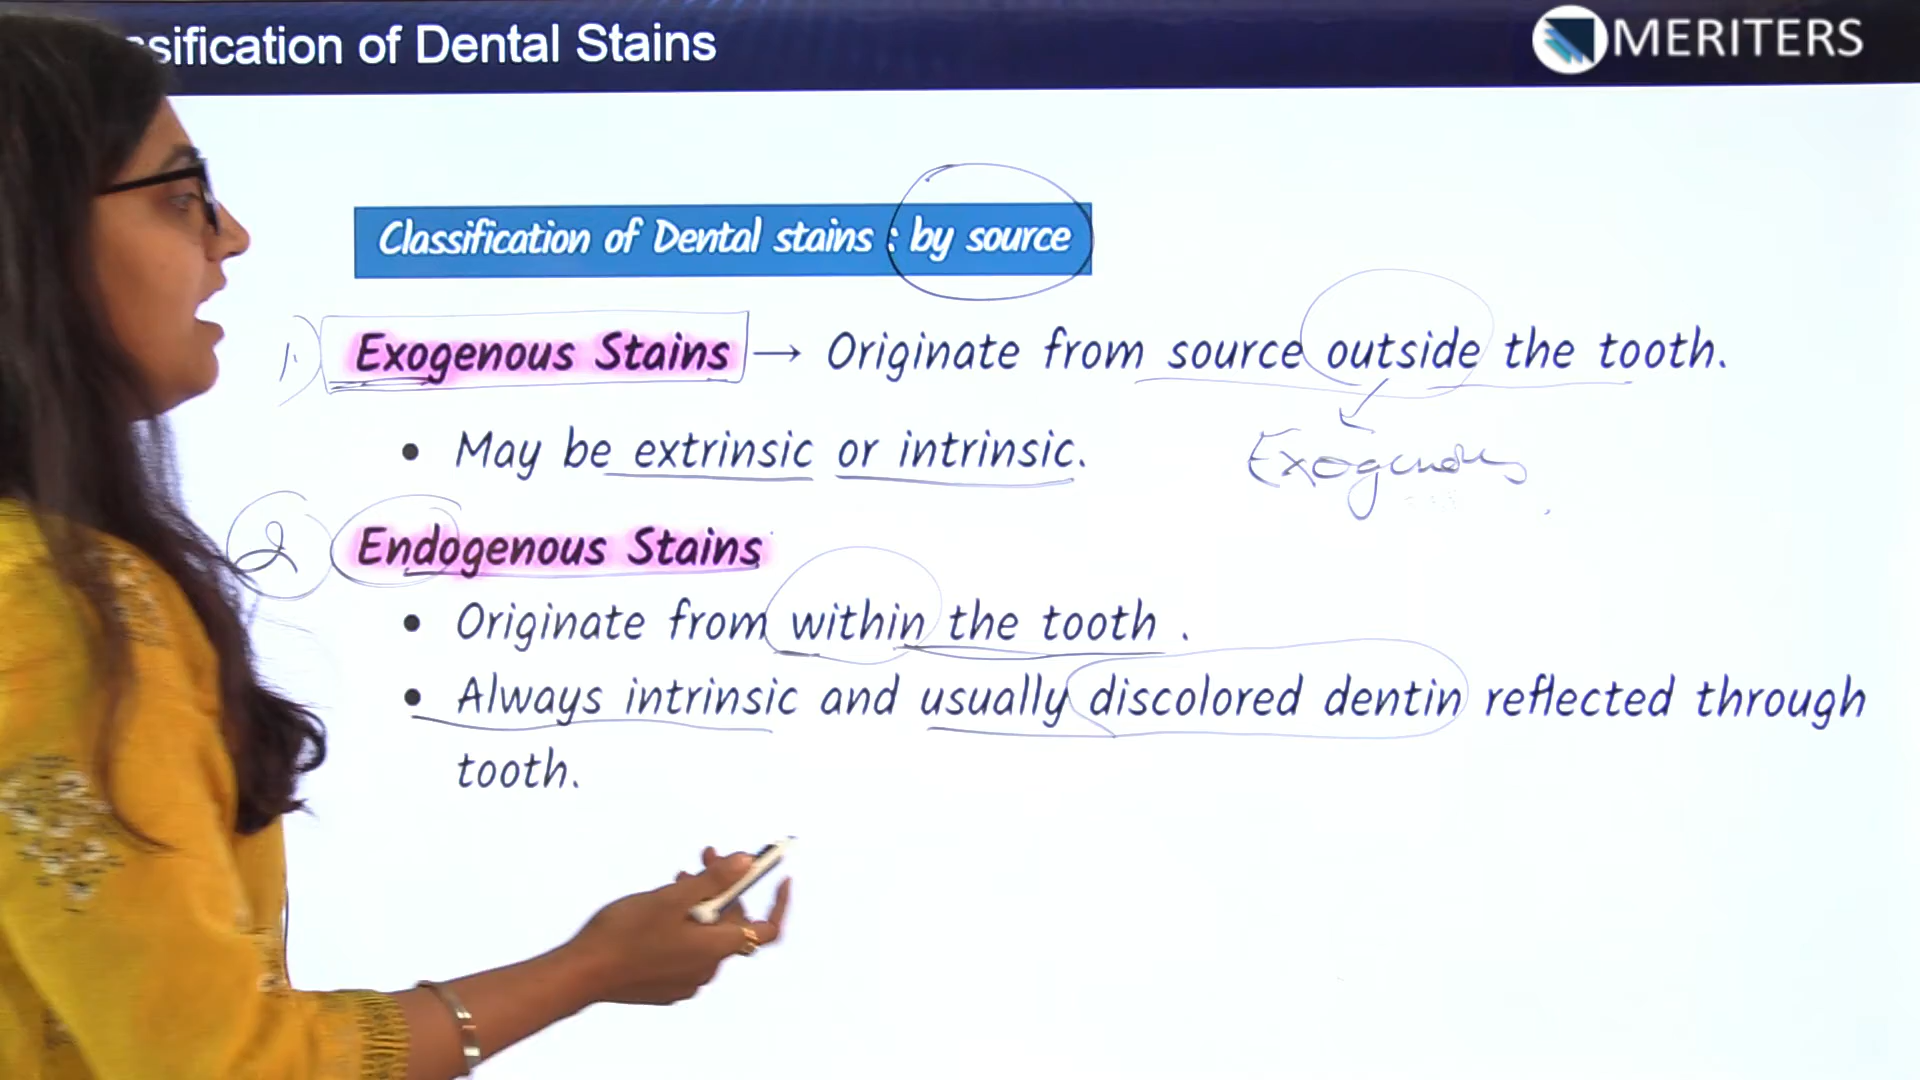 sification of Dental Stains
MERITERS
Classification of Dental stains : by source
1) Exogenous Stains → Originate from source outside the tooth.
• May be extrinsic or intrinsic.
Exogenous
2 Endogenous Stains
• Originate from within the tooth .
• Always intrinsic and usually discolored dentin reflected through
tooth.